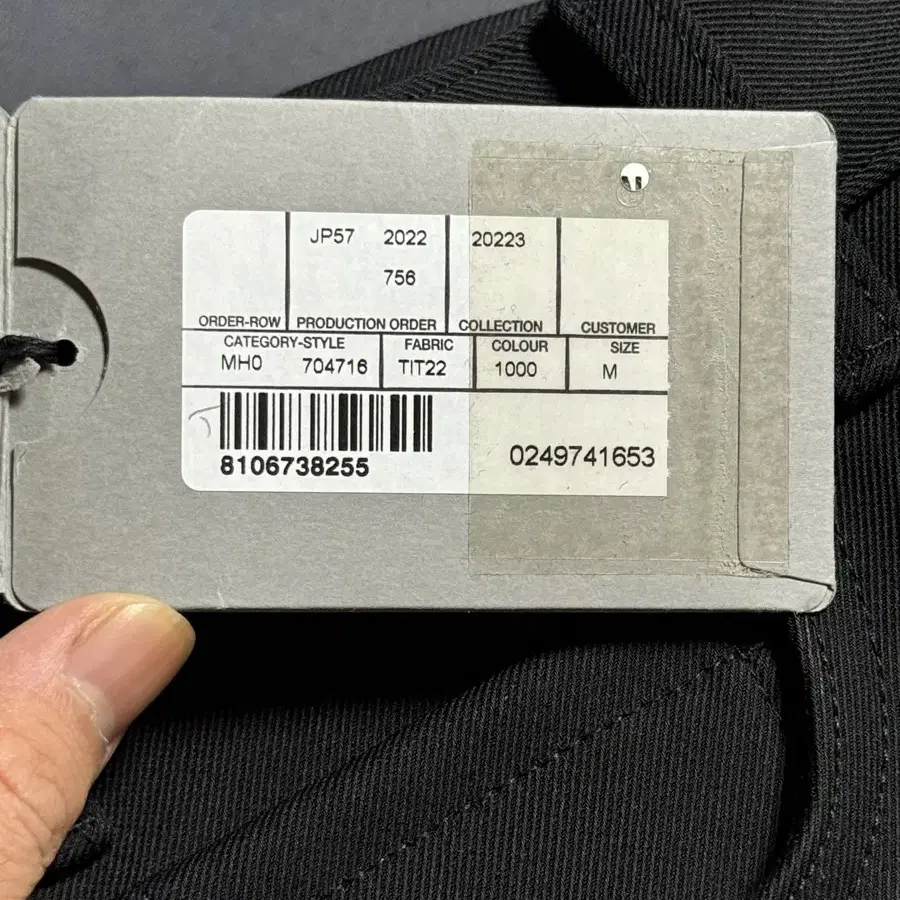 JP57 2022 20223
756
ORDER-ROW PRODUCTION ORDER COLLECTION CUSTOMER
CATEGORY-STYLE FABRIC COLOUR SIZE
MH0 704716 TIT22 1000 M
8106738255 0249741653